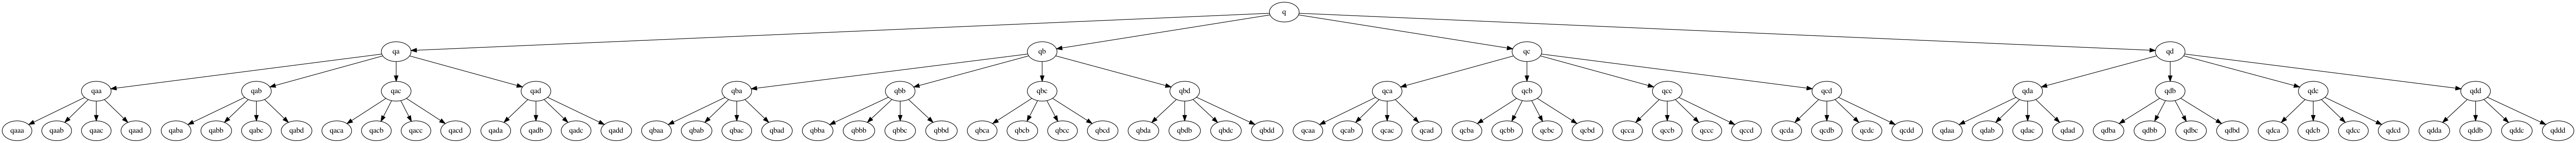 q
qa qb qc qd
qaa qab qac qad qba qbb qbc qbd qca qcb qcc qcd qda qdb qdc qdd
qaaa qaab qaac qaad qaba qabb qabc qabd qaca qacb qacc qacd qada qadb qadc qadd qbaa qbab qbac qbad qbba qbbb qbbc qbbd qbca qbcb qbcc qbcd qbda qbdb qbdc qbdd qcaa qcab qcac qcad qcba qcbb qcbc qcbd qcca qccb qccc qccd qcda qcdb qcdc qcdd qdaa qdab qdac qdad qdba qdbb qdbc qdbd qdca qdcb qdcc qdcd qdda qddb qddc qddd